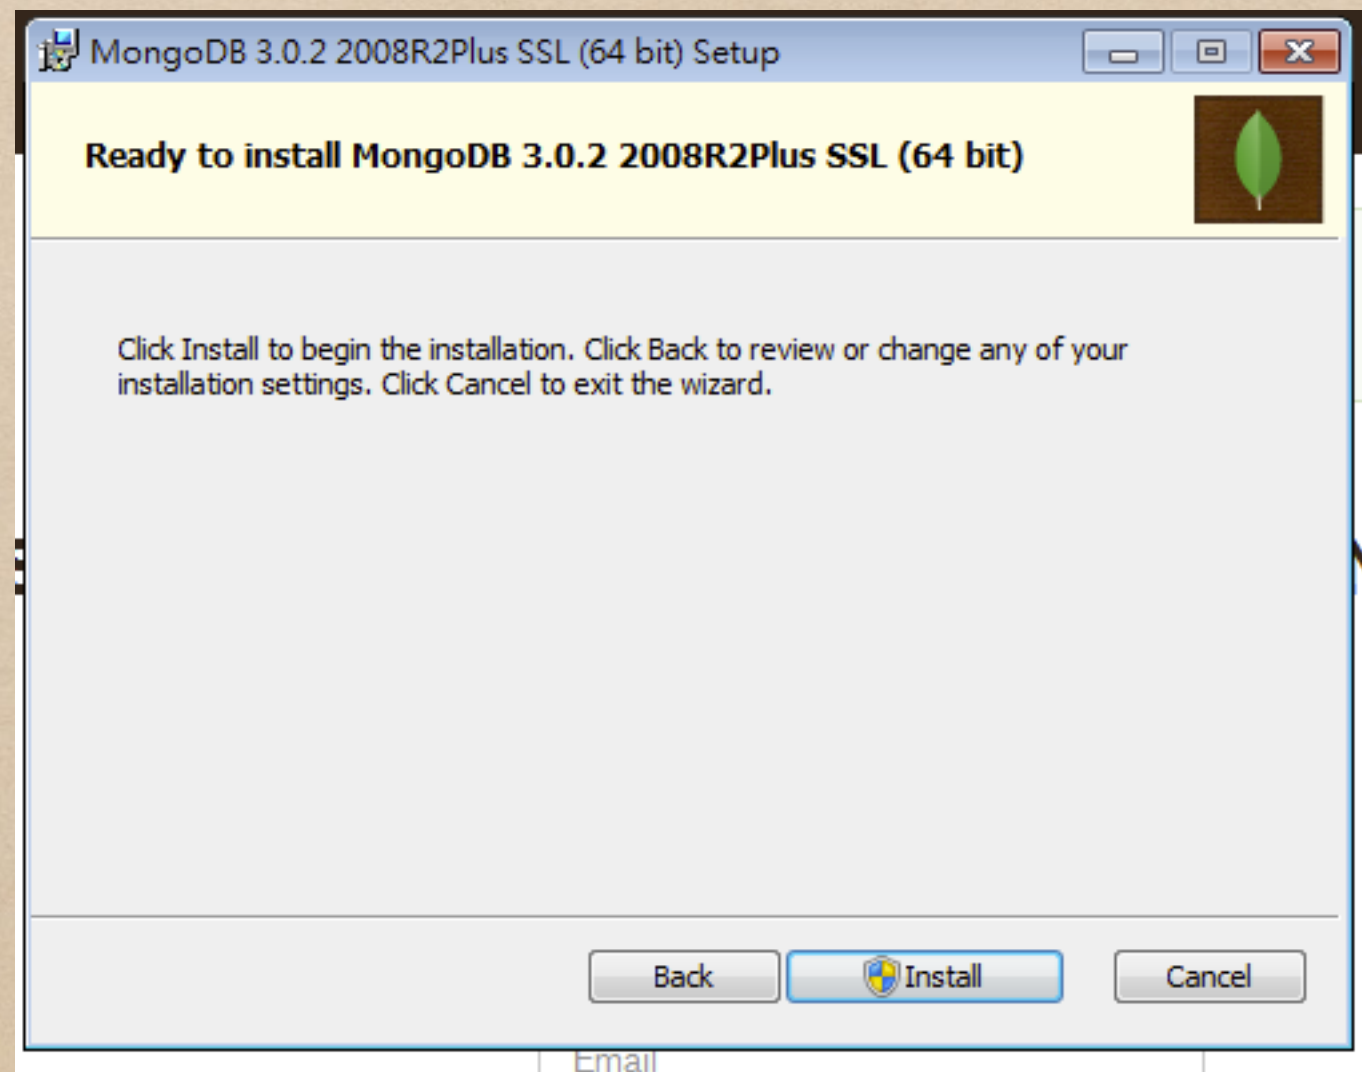 MongoDB 3.0.2 2008R2Plus SSL (64 bit) Setup
Ready to install MongoDB 3.0.2 2008R2Plus SSL (64 bit)
Click Install to begin the installation. Click Back to review or change any of your
installation settings. Click Cancel to exit the wizard.
Back Install Cancel
Email